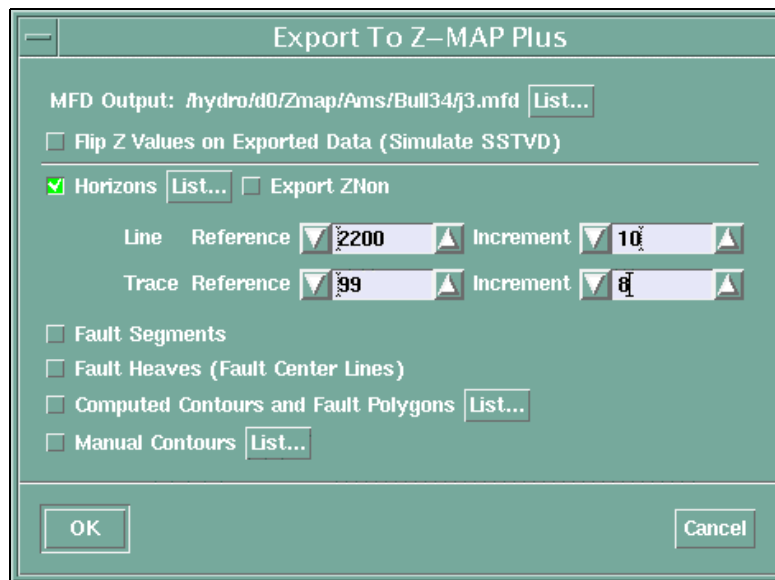 Export To Z–MAP Plus
MFD Output: /hydro/d0/Zmap/Ams/Bull34/j3.mfd List...
Flip Z Values on Exported Data (Simulate SSTVD)
Horizons List... Export ZNon
Line Reference 2200 Increment 10
Trace Reference 99 Increment 8
Fault Segments
Fault Heaves (Fault Center Lines)
Computed Contours and Fault Polygons List...
Manual Contours List...
OK Cancel